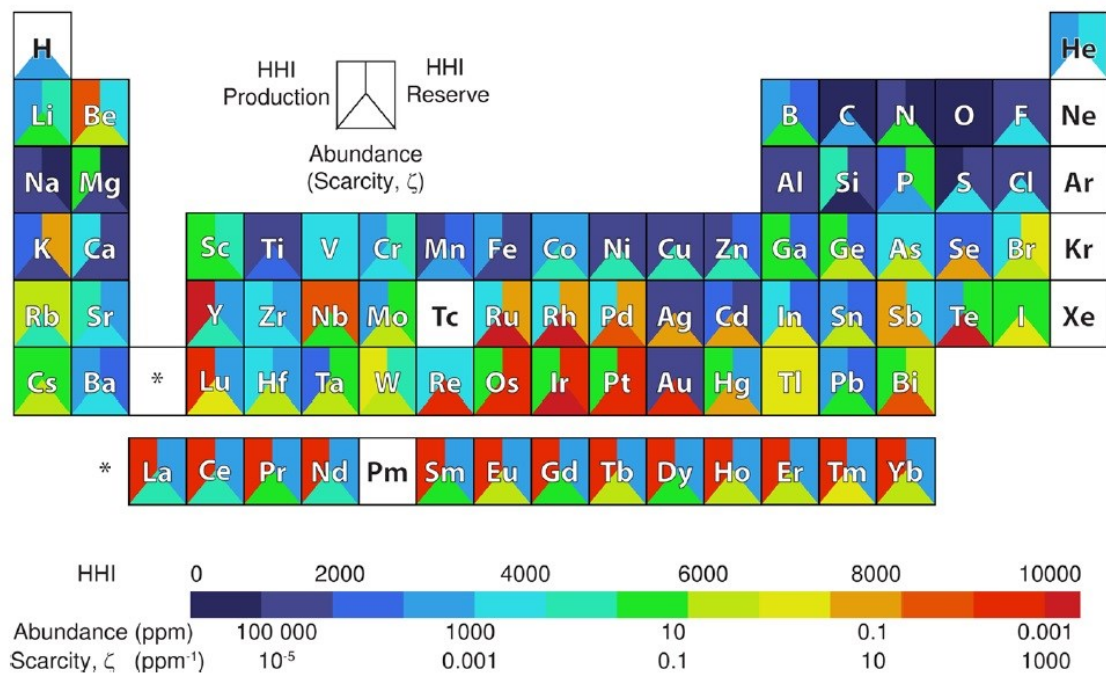 H He
HHI Production HHI Reserve
Abundance (Scarcity, ζ)
Li Be B C N O F Ne
Na Mg Al Si P S Cl Ar
K Ca Sc Ti V Cr Mn Fe Co Ni Cu Zn Ga Ge As Se Br Kr
Rb Sr Y Zr Nb Mo Tc Ru Rh Pd Ag Cd In Sn Sb Te I Xe
Cs Ba * Lu Hf Ta W Re Os Ir Pt Au Hg Tl Pb Bi
* La Ce Pr Nd Pm Sm Eu Gd Tb Dy Ho Er Tm Yb
HHI 0 2000 4000 6000 8000 10000
Abundance (ppm) 100 000 1000 10 0.1 0.001
Scarcity, ζ (ppm⁻¹) 10⁻⁵ 0.001 0.1 10 1000